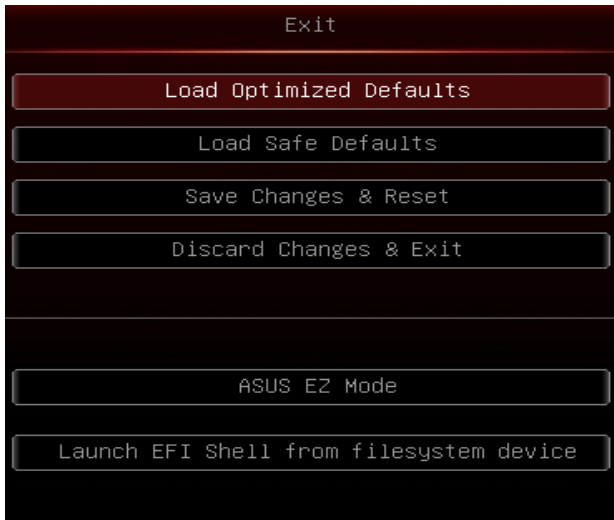 Exit
Load Optimized Defaults
Load Safe Defaults
Save Changes & Reset
Discard Changes & Exit
ASUS EZ Mode
Launch EFI Shell from filesystem device